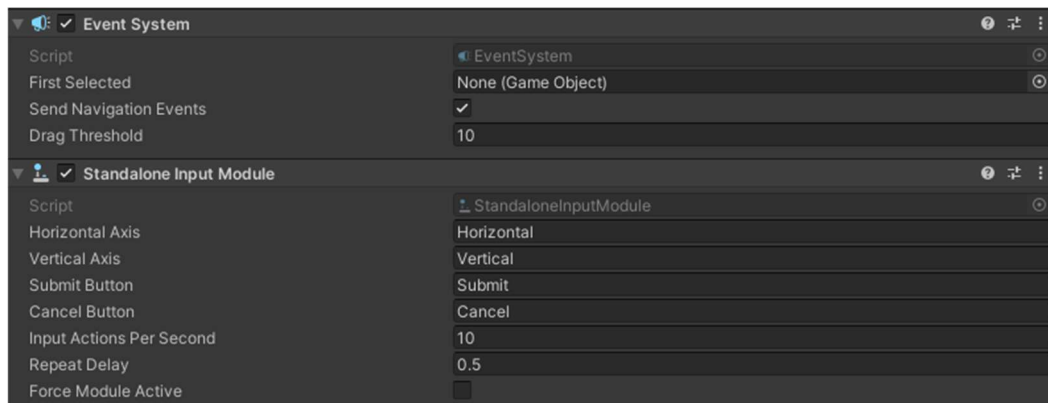 Event System
Script EventSystem
First Selected None (Game Object)
Send Navigation Events
Drag Threshold 10
Standalone Input Module
Script StandaloneInputModule
Horizontal Axis Horizontal
Vertical Axis Vertical
Submit Button Submit
Cancel Button Cancel
Input Actions Per Second 10
Repeat Delay 0.5
Force Module Active